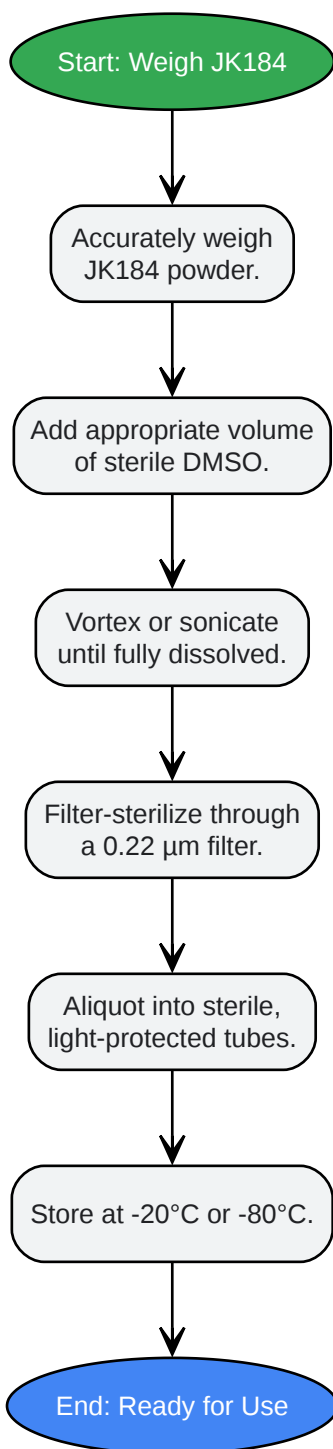 Start: Weigh JK184
Accurately weigh
JK184 powder.
Add appropriate volume
of sterile DMSO.
Vortex or sonicate
until fully dissolved.
Filter-sterilize through
a 0.22 µm filter.
Aliquot into sterile,
light-protected tubes.
Store at -20°C or -80°C.
End: Ready for Use